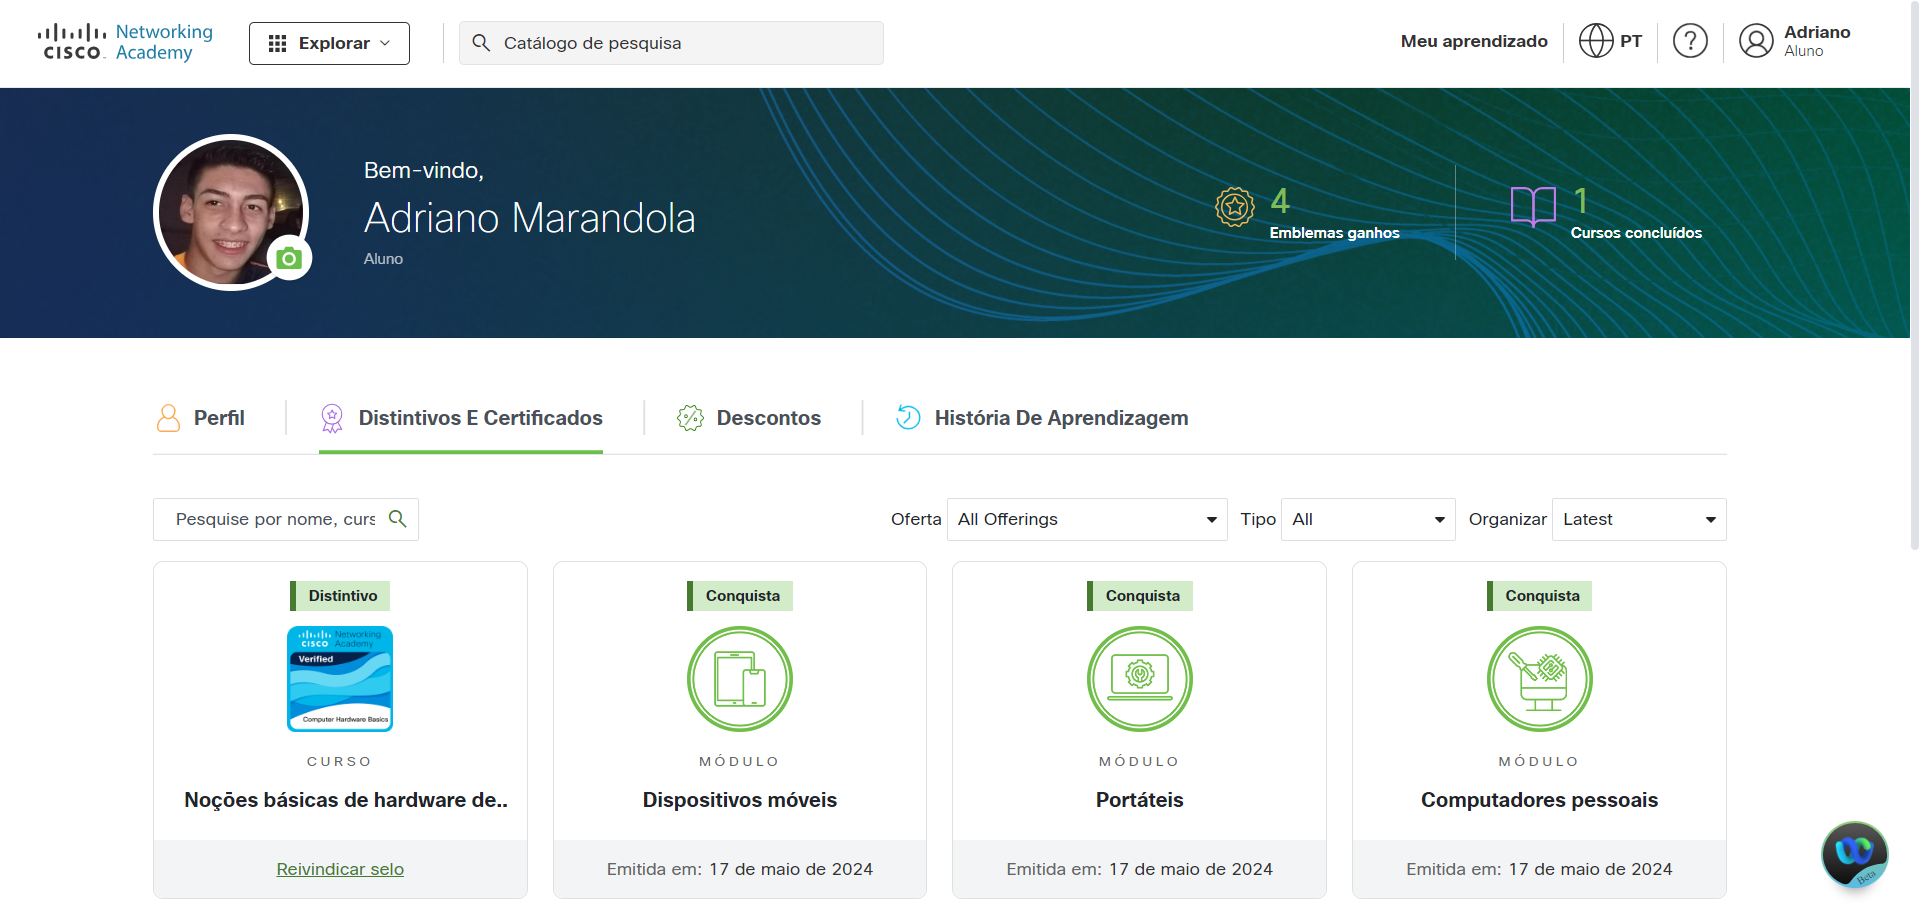 Networking
Academy
CISCO
Explorar
Catálogo de pesquisa
Meu aprendizado
PT
?
Adriano
Aluno
Bem-vindo,
Adriano Marandola
Aluno
4
Emblemas ganhos
1
Cursos concluídos
Perfil
Distintivos E Certificados
Descontos
História De Aprendizagem
Pesquise por nome, curs
Oferta
All Offerings
Tipo
All
Organizar
Latest
Distintivo
Networking
CISCO Academy
Verified
Computer Hardware Basics
CURSO
Noções básicas de hardware de..
Reivindicar selo
Conquista
MÓDULO
Dispositivos móveis
Emitida em: 17 de maio de 2024
Conquista
MÓDULO
Portáteis
Emitida em: 17 de maio de 2024
Conquista
MÓDULO
Computadores pessoais
Emitida em: 17 de maio de 2024
Beta